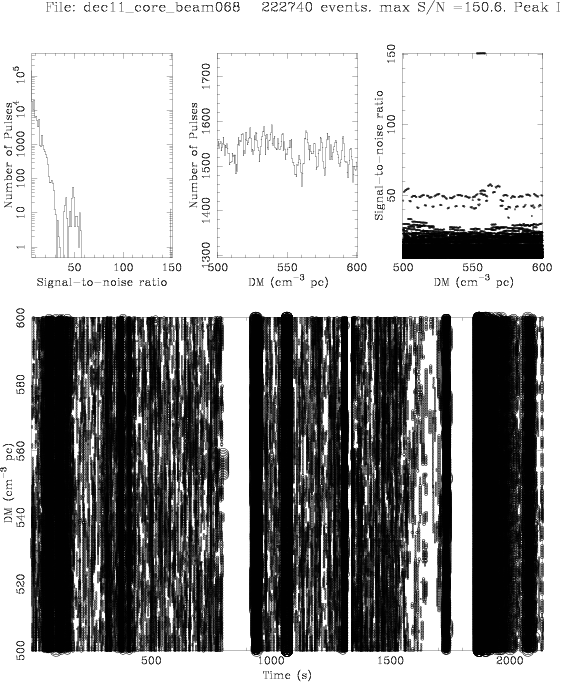 File: dec11_core_beam068 222740 events. max S/N =150.6. Peak I
Number of Pulses
1 10 100 1000 10^4 10^5
50 100 150
Signal-to-noise ratio
Number of Pulses
1300 1400 1500 1600 1700
500 550 600
DM (cm^-3 pc)
Signal-to-noise ratio
50 100 150
500 550 600
DM (cm^-3 pc)
DM (cm^-3 pc)
500 520 540 560 580 600
500 1000 1500 2000
Time (s)